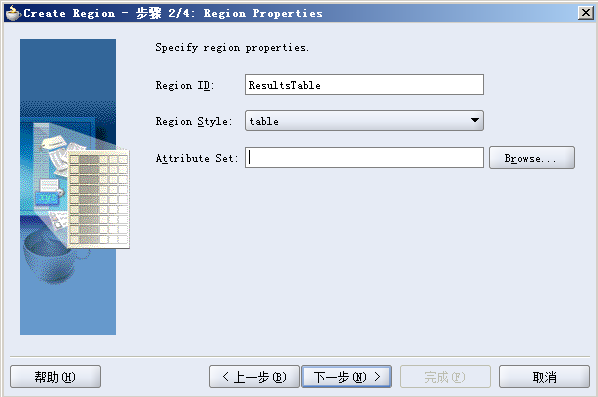 Create Region - 步骤 2/4: Region Properties
Specify region properties.
Region ID: ResultsTable
Region Style: table
Attribute Set: Browse...
帮助(H) < 上一步(B) 下一步(N) > 完成(F) 取消